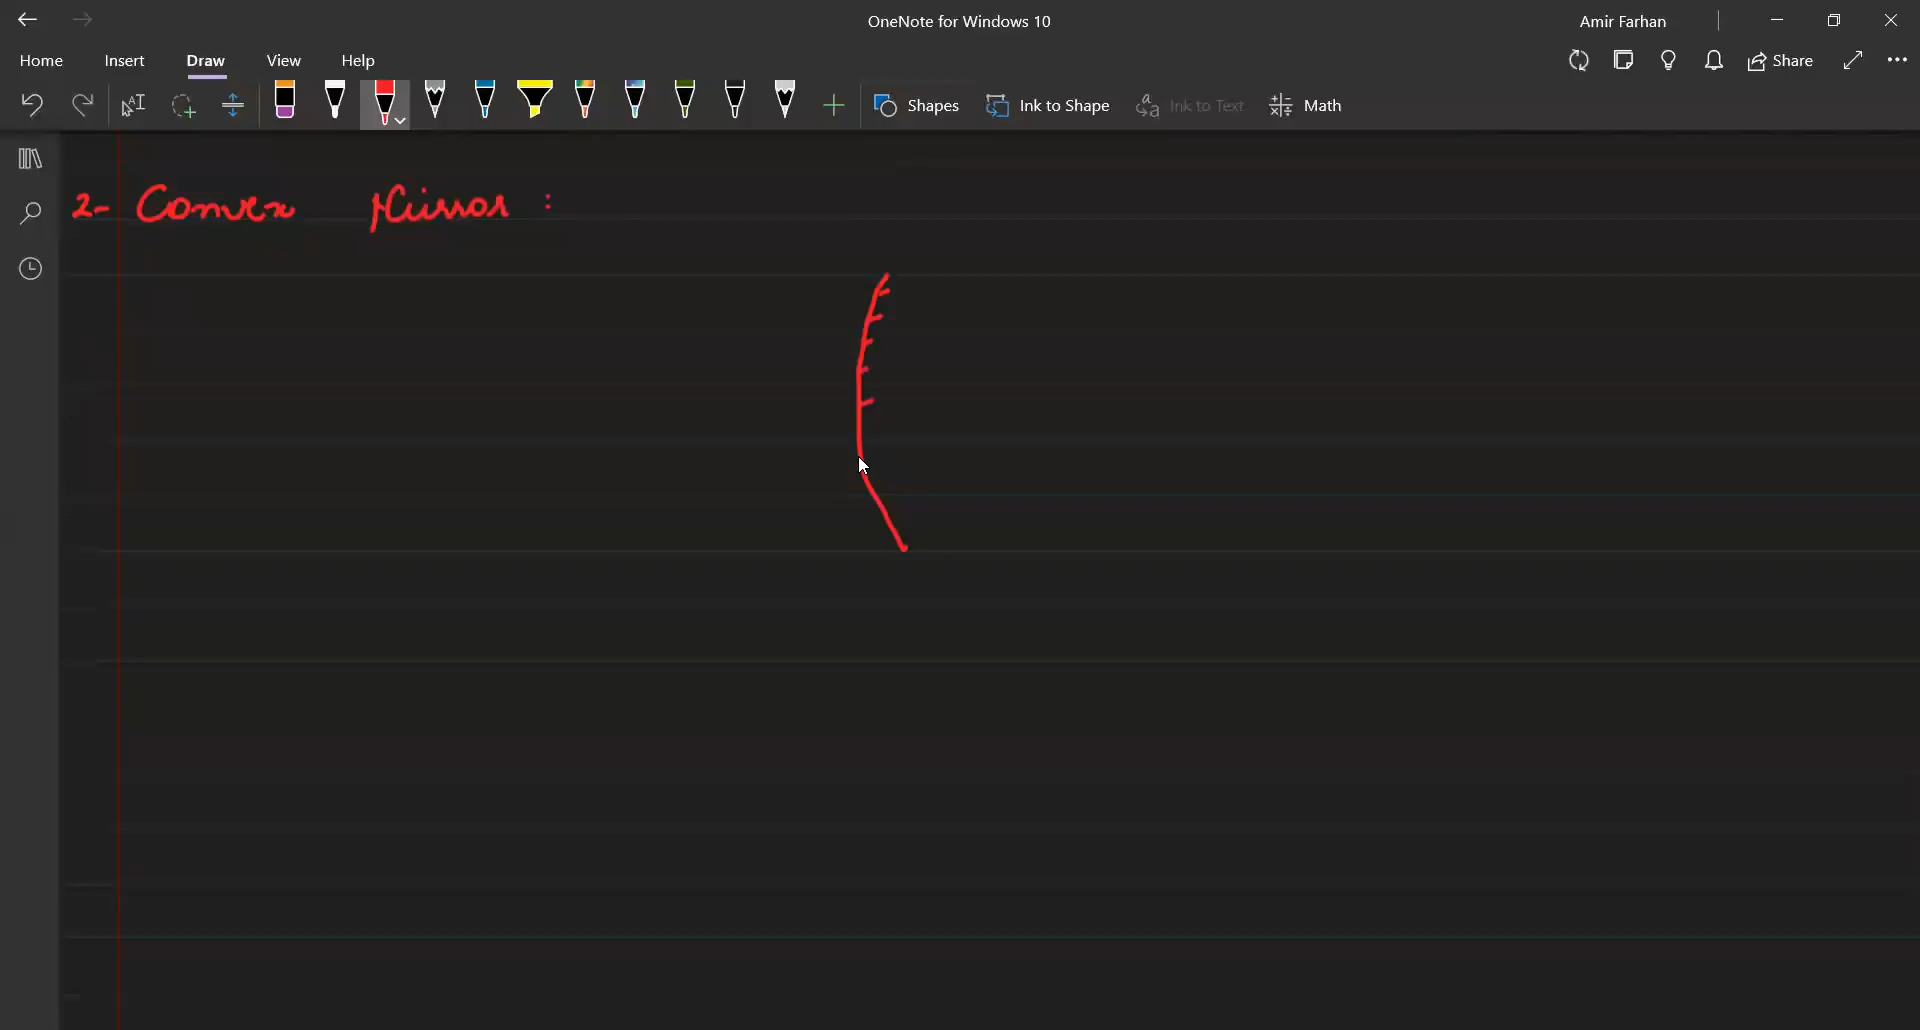 OneNote for Windows 10
Amir Farhan
Home Insert Draw View Help
Share
Shapes Ink to Shape Ink to Text Math
2- Convex Mirror :